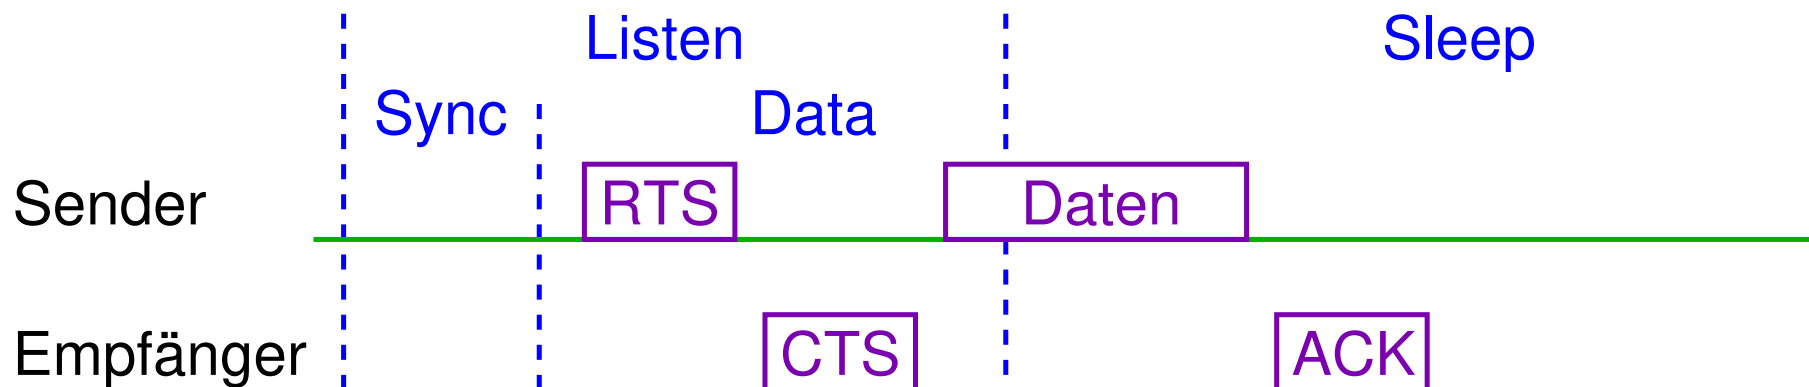 Listen Sleep
Sync Data
Sender RTS Daten
Empfänger CTS ACK